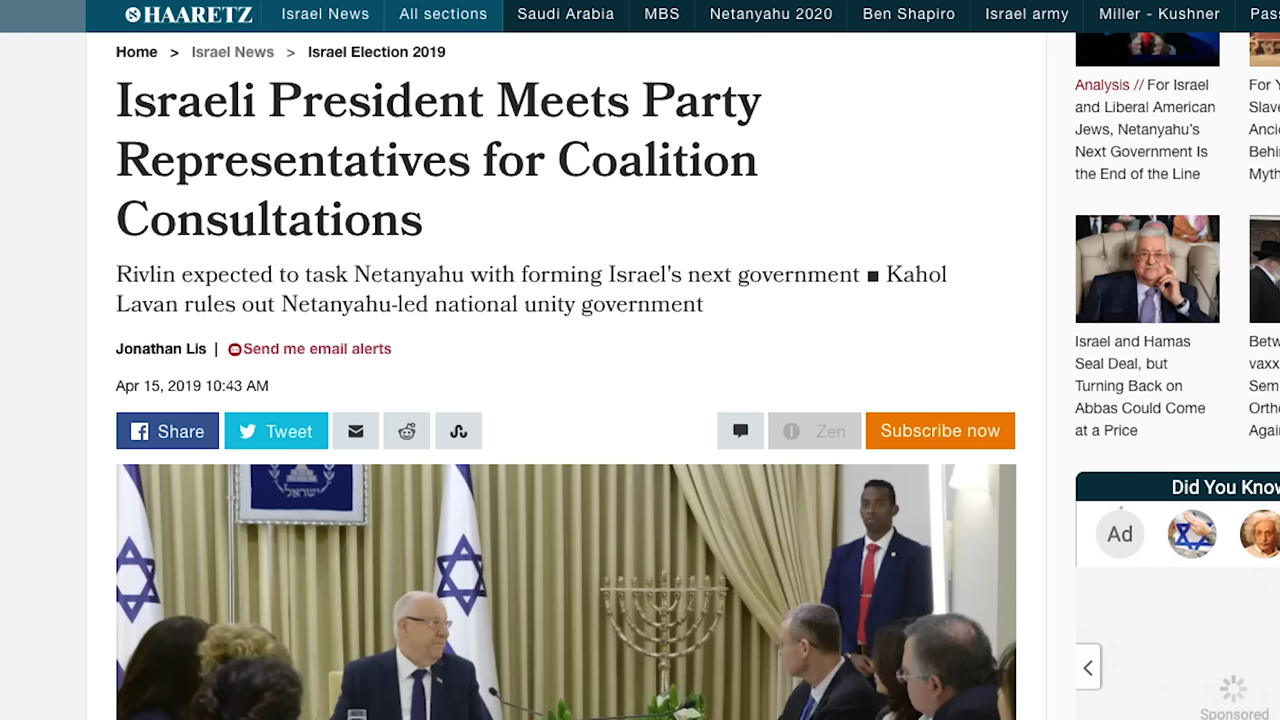 HAARETZ
Israel News
All sections
Saudi Arabia
MBS
Netanyahu 2020
Ben Shapiro
Israel army
Miller - Kushner
Home > Israel News > Israel Election 2019
Israeli President Meets Party
Representatives for Coalition
Consultations
Rivlin expected to task Netanyahu with forming Israel's next government ■ Kahol
Lavan rules out Netanyahu-led national unity government
Jonathan Lis | Send me email alerts
Apr 15, 2019 10:43 AM
Share
Tweet
Zen
Subscribe now
ישראל
Analysis // For Israel
and Liberal American
Jews, Netanyahu's
Next Government Is
the End of the Line
For
Israel and Hamas
Seal Deal, but
Turning Back on
Abbas Could Come
at a Price
Did You
Ad
Sponsored